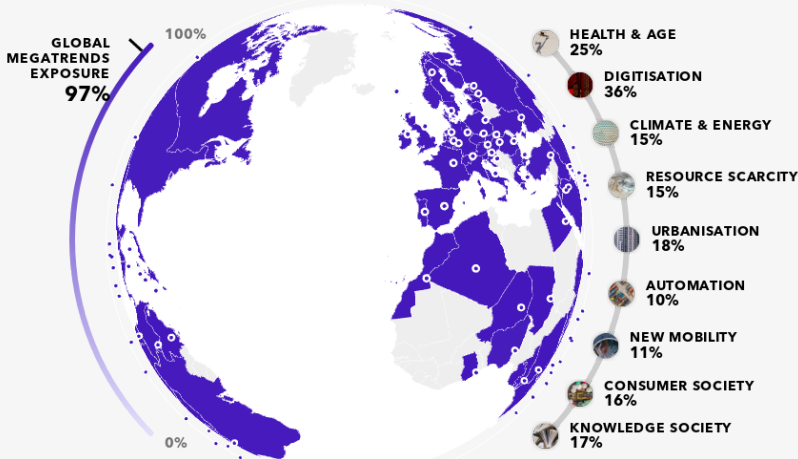 GLOBAL
MEGATRENDS
EXPOSURE
97%
100%
0%
HEALTH & AGE
25%
DIGITISATION
36%
CLIMATE & ENERGY
15%
RESOURCE SCARCITY
15%
URBANISATION
18%
AUTOMATION
10%
NEW MOBILITY
11%
CONSUMER SOCIETY
16%
KNOWLEDGE SOCIETY
17%